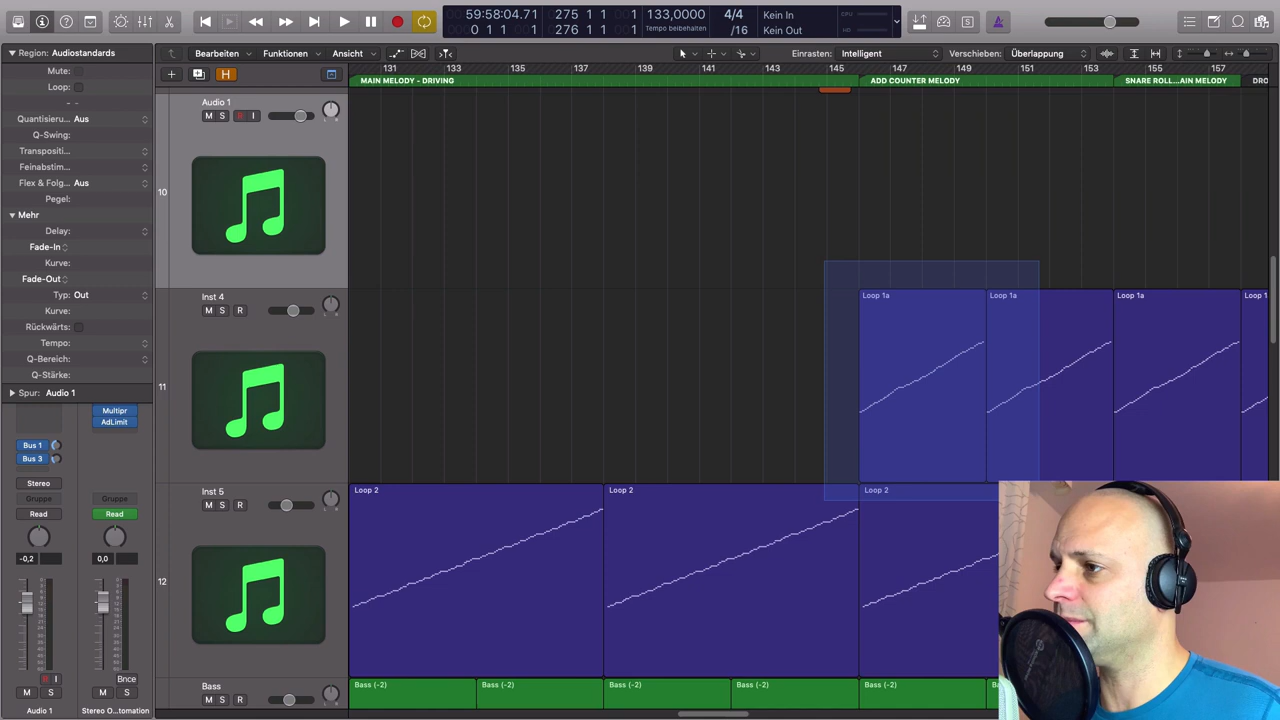 59:58:04.71
275 1 1 1
133,0000
4/4
Kein In
CPU
0 1 1 1
276 1 1 1
Tempo beibehalten
/16
Kein Out
HD
Region: Audiostandards
Bearbeiten
Funktionen
Ansicht
Einrasten: Intelligent
Verschieben: Überlappung
Mute:
Loop:
Quantisieru... Aus
Q-Swing:
Transpositi...
Feinabstim...
Flex & Folg... Aus
Pegel:
Mehr
Delay:
Fade-In
Kurve:
Fade-Out
Typ: Out
Kurve:
Rückwärts:
Tempo:
Q-Bereich:
Q-Stärke:
Spur: Audio 1
Multipr
AdLimit
Bus 1
Bus 3
Stereo
Gruppe
Gruppe
Read
Read
-0,2
0,0
Bnce
R I
M S
M S
Audio 1
Stereo O...tomation
H
131 133 135 137 139 141 143 145 147 149 151 153 155 157
MAIN MELODY - DRIVING
ADD COUNTER MELODY
SNARE ROLL...AIN MELODY
DRO
10
Audio 1
M S R I
11
Inst 4
M S R
Loop 1a
Loop 1a
Loop 1a
Loop 1
12
Inst 5
M S R
Loop 2
Loop 2
Loop 2
Bass
M S R
Bass (-2)
Bass (-2)
Bass (-2)
Bass (-2)
Bass (-2)